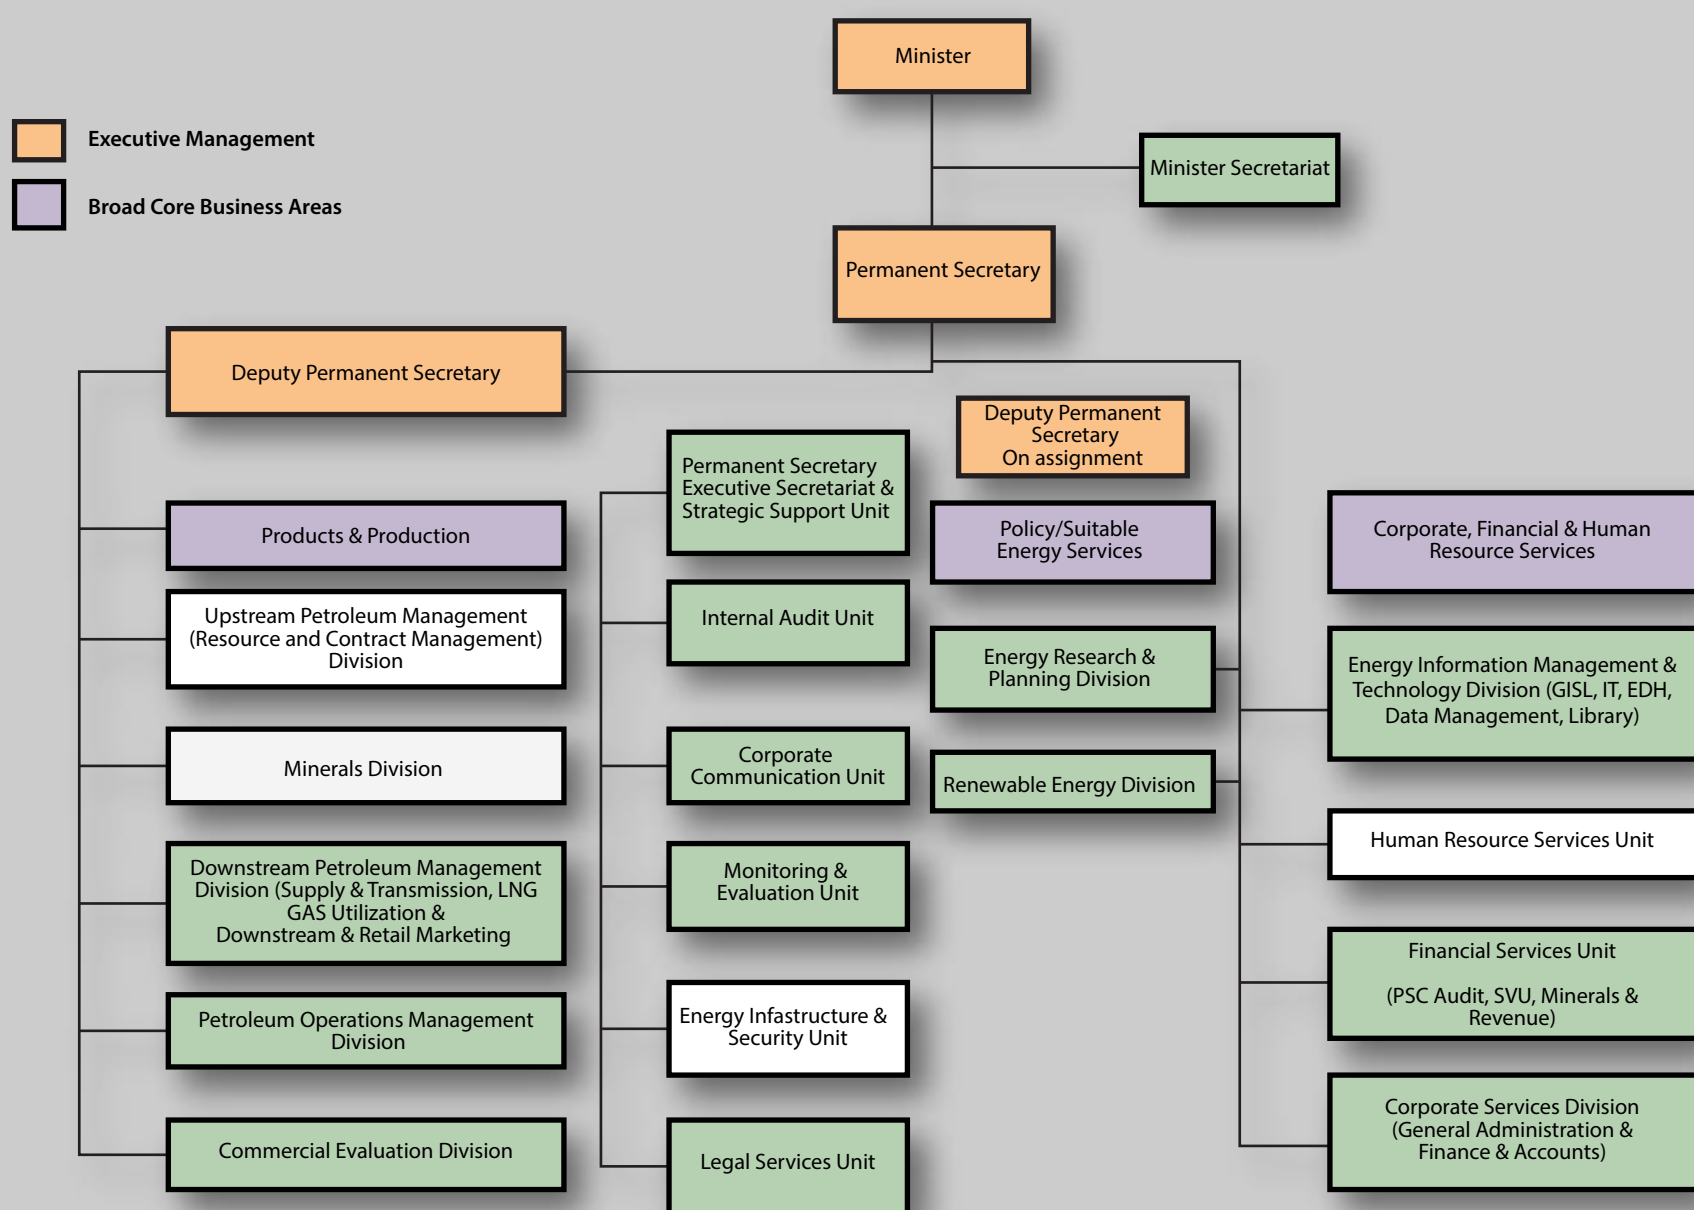 Minister
Executive Management
Minister Secretariat
Broad Core Business Areas
Permanent Secretary
Deputy Permanent Secretary
Products & Production
Upstream Petroleum Management
(Resource and Contract Management)
Division
Minerals Division
Downstream Petroleum Management
Division (Supply & Transmission, LNG
GAS Utilization &
Downstream & Retail Marketing
Petroleum Operations Management
Division
Commercial Evaluation Division
Permanent Secretary
Executive Secretariat &
Strategic Support Unit
Internal Audit Unit
Corporate
Communication Unit
Monitoring &
Evaluation Unit
Energy Infastructure &
Security Unit
Legal Services Unit
Deputy Permanent
Secretary
On assignment
Policy/Suitable
Energy Services
Energy Research &
Planning Division
Renewable Energy Division
Corporate, Financial & Human
Resource Services
Energy Information Management &
Technology Division (GISL, IT, EDH,
Data Management, Library)
Human Resource Services Unit
Financial Services Unit
(PSC Audit, SVU, Minerals &
Revenue)
Corporate Services Division
(General Administration &
Finance & Accounts)